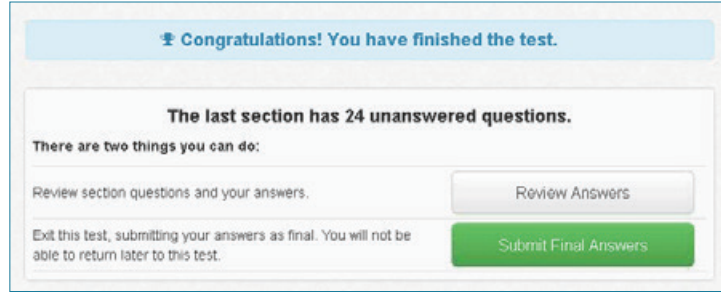 Congratulations! You have finished the test.
The last section has 24 unanswered questions.
There are two things you can do:
Review section questions and your answers.
Review Answers
Exit this test, submitting your answers as final. You will not be
able to return later to this test.
Submit Final Answers